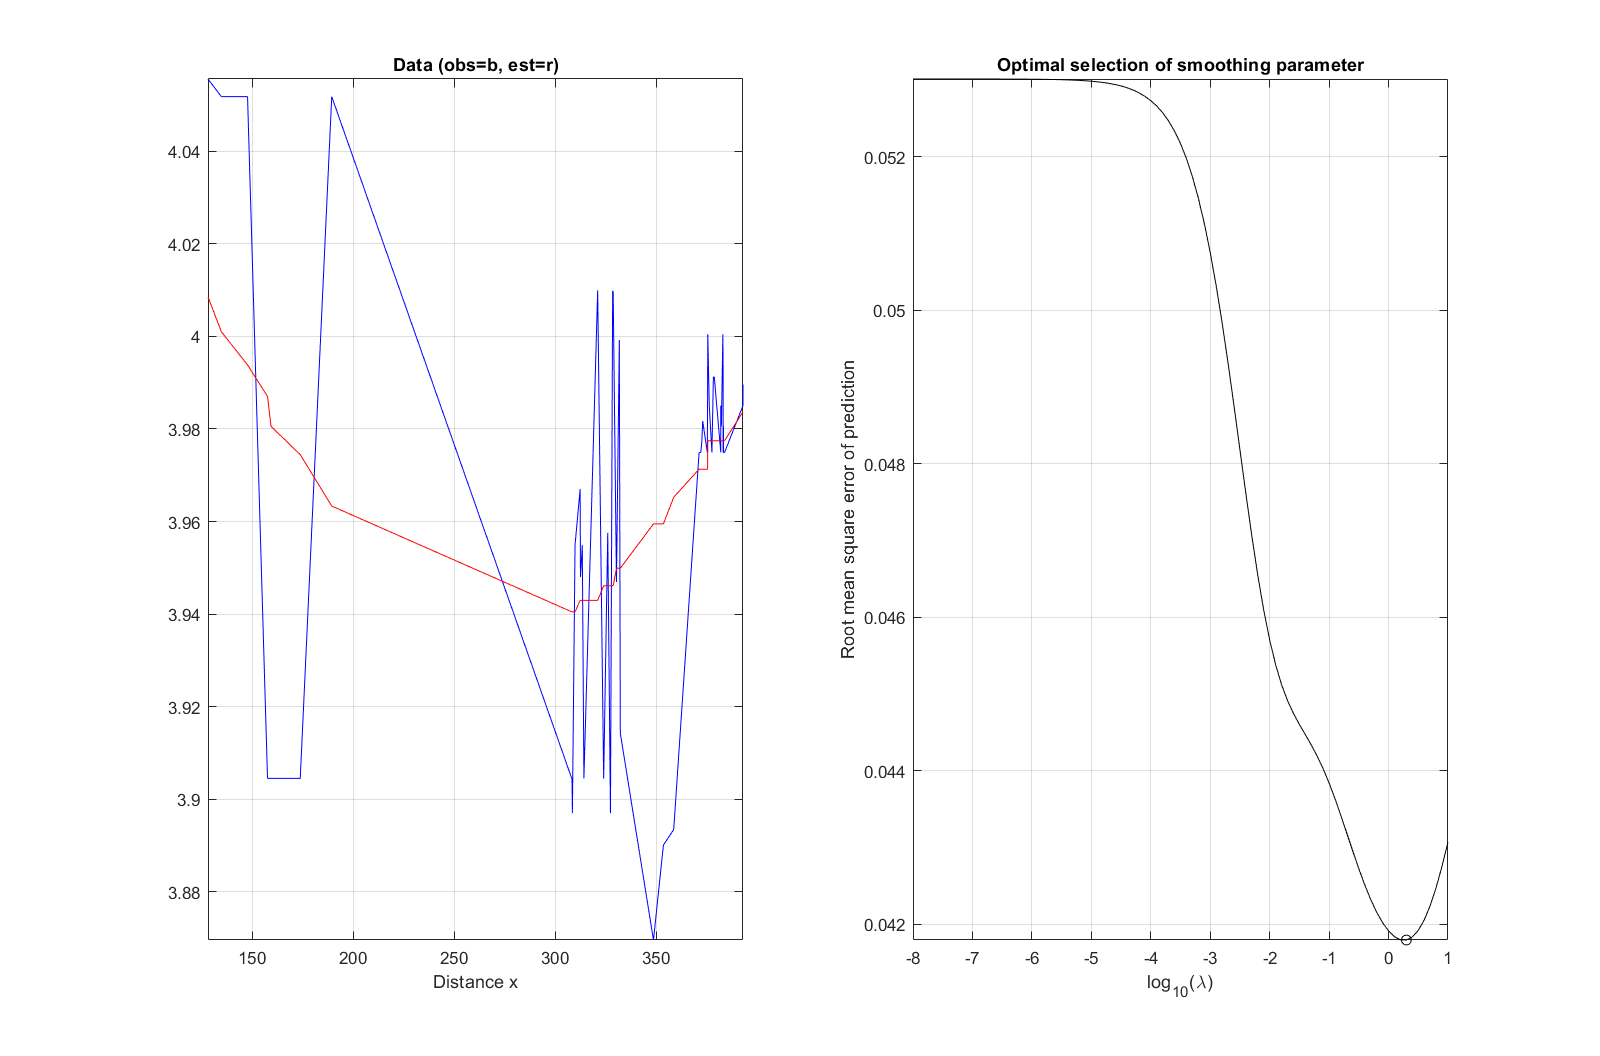 Data (obs=b, est=r)
4.04
4.02
4
3.98
3.96
3.94
3.92
3.9
3.88
150 200 250 300 350
Distance x
Optimal selection of smoothing parameter
Root mean square error of prediction
0.052
0.05
0.048
0.046
0.044
0.042
-8 -7 -6 -5 -4 -3 -2 -1 0 1
log10(λ)